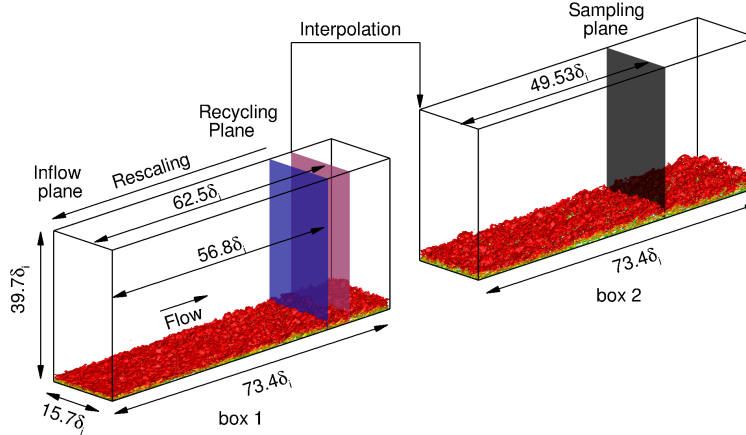 Sampling
plane
Interpolation
49.53δi
Recycling
Plane
Inflow
plane
Rescaling
62.5δi
56.8δi
39.7δi
Flow
73.4δi
box 2
73.4δi
15.7δi
box 1